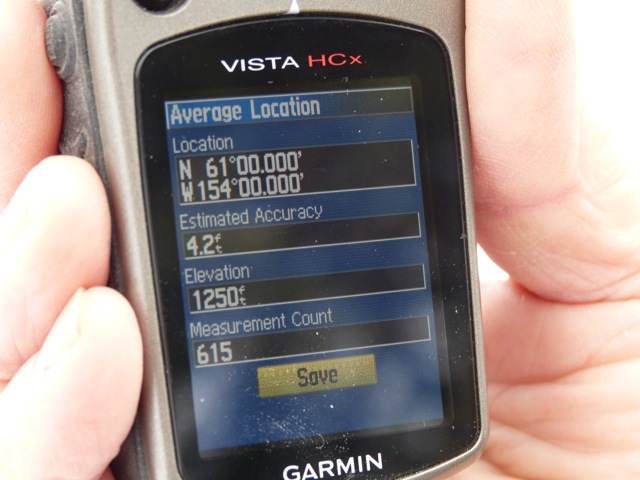 VISTA HCx
Average Location
Location
N 61°00.000'
W154°00.000'
Estimated Accuracy
4.2ft
Elevation
1250ft
Measurement Count
615
Save
GARMIN